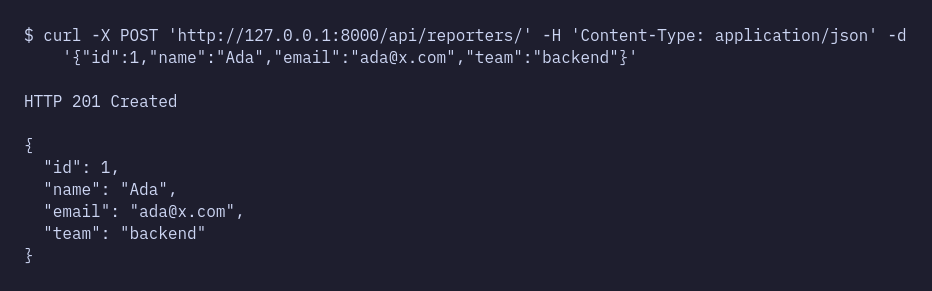 $ curl -X POST 'http://127.0.0.1:8000/api/reporters/' -H 'Content-Type: application/json' -d
    '{"id":1,"name":"Ada","email":"ada@x.com","team":"backend"}'

HTTP 201 Created

{
  "id": 1,
  "name": "Ada",
  "email": "ada@x.com",
  "team": "backend"
}